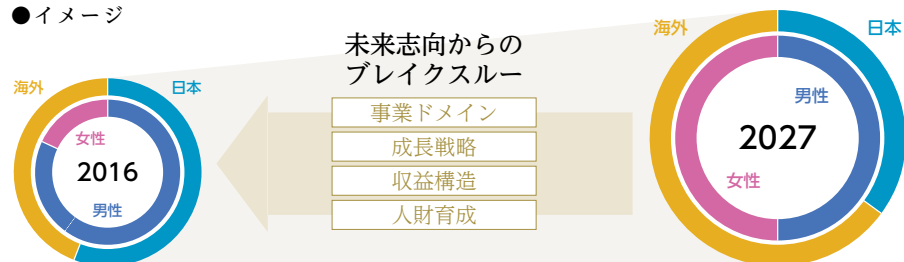 ●イメージ
未来志向からの
ブレイクスルー
事業ドメイン
成長戦略
収益構造
人財育成
海外
日本
女性
2016
男性
海外
日本
男性
2027
女性